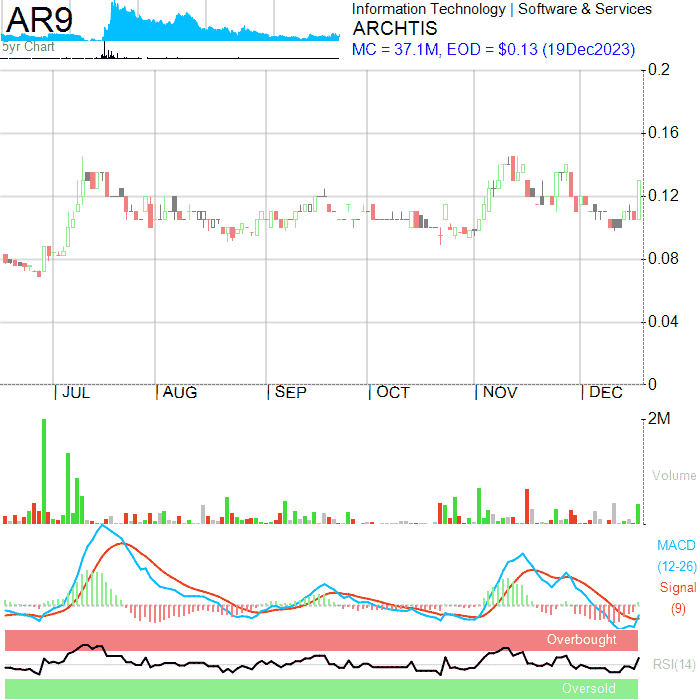 AR9
5yr Chart
Information Technology | Software & Services
ARCHTIS
MC = 37.1M, EOD = $0.13 (19Dec2023)
0.2
0.16
0.12
0.08
0.04
0
JUL AUG SEP OCT NOV DEC
2M
Volume
MACD
(12-26)
Signal
(9)
Overbought
RSI(14)
Oversold